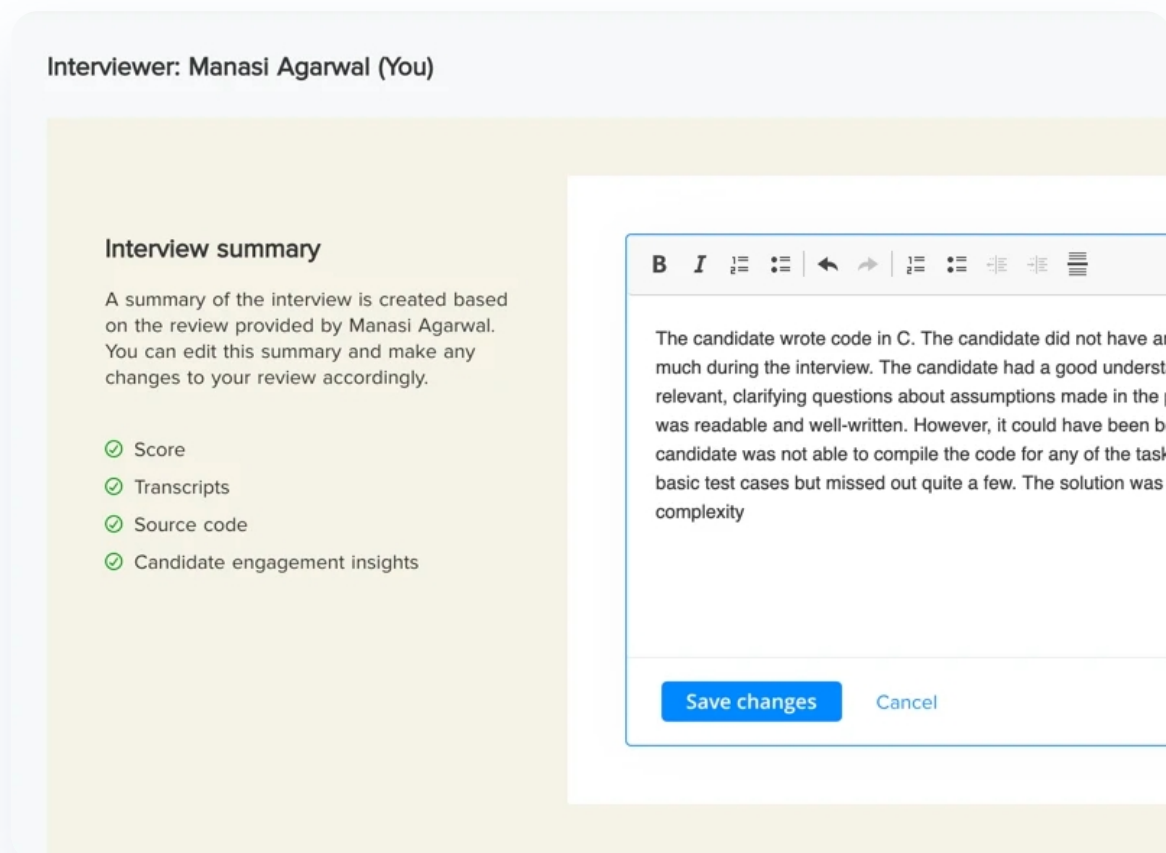 Interviewer: Manasi Agarwal (You)
Interview summary
A summary of the interview is created based
on the review provided by Manasi Agarwal.
You can edit this summary and make any
changes to your review accordingly.
Score
Transcripts
Source code
Candidate engagement insights
B I
The candidate wrote code in C. The candidate did not have
much during the interview. The candidate had a good
relevant, clarifying questions about assumptions made in the
was readable and well-written. However, it could have been
candidate was not able to compile the code for any of the
basic test cases but missed out quite a few. The solution was
complexity
Save changes Cancel